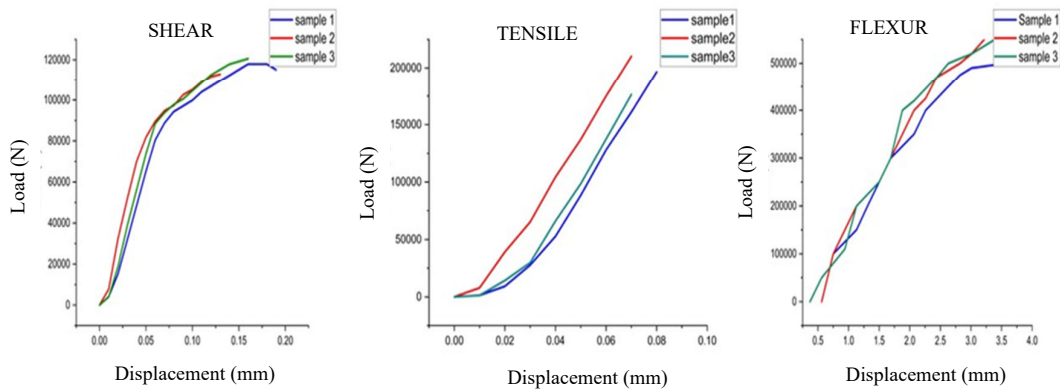 SHEAR
sample 1
sample 2
sample 3
120000
100000
80000
60000
40000
20000
0
0.00 0.05 0.10 0.15 0.20
Load (N)
Displacement (mm)
TENSILE
sample1
sample2
sample3
200000
150000
100000
50000
0
0.00 0.02 0.04 0.06 0.08 0.10
Load (N)
Displacement (mm)
FLEXUR
Sample 1
sample 2
sample 3
500000
400000
300000
200000
100000
0
0.5 1.0 1.5 2.0 2.5 3.0 3.5 4.0
Load (N)
Displacement (mm)